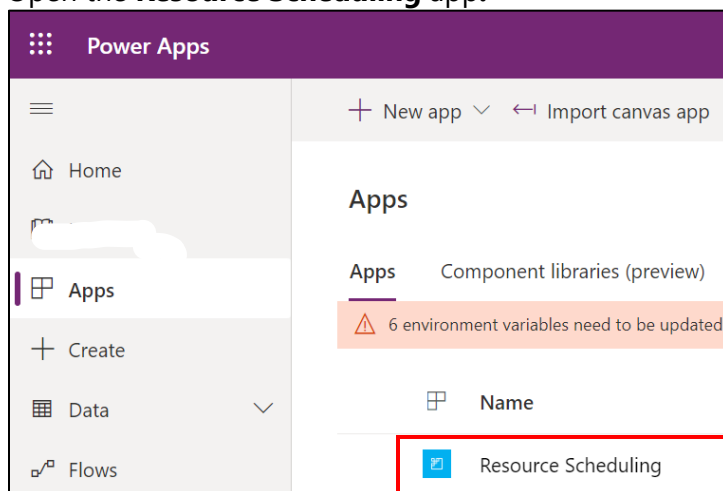 Open the Resource Scheduling app.
Power Apps
New app
Import canvas app
Home
Apps
Apps
Component libraries (preview)
6 environment variables need to be updated
Create
Name
Data
Resource Scheduling
Flows